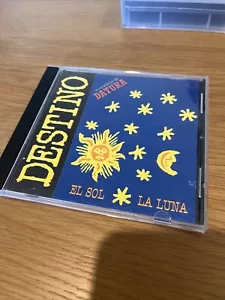 DESTINO
DATURA
EL SOL
LA LUNA